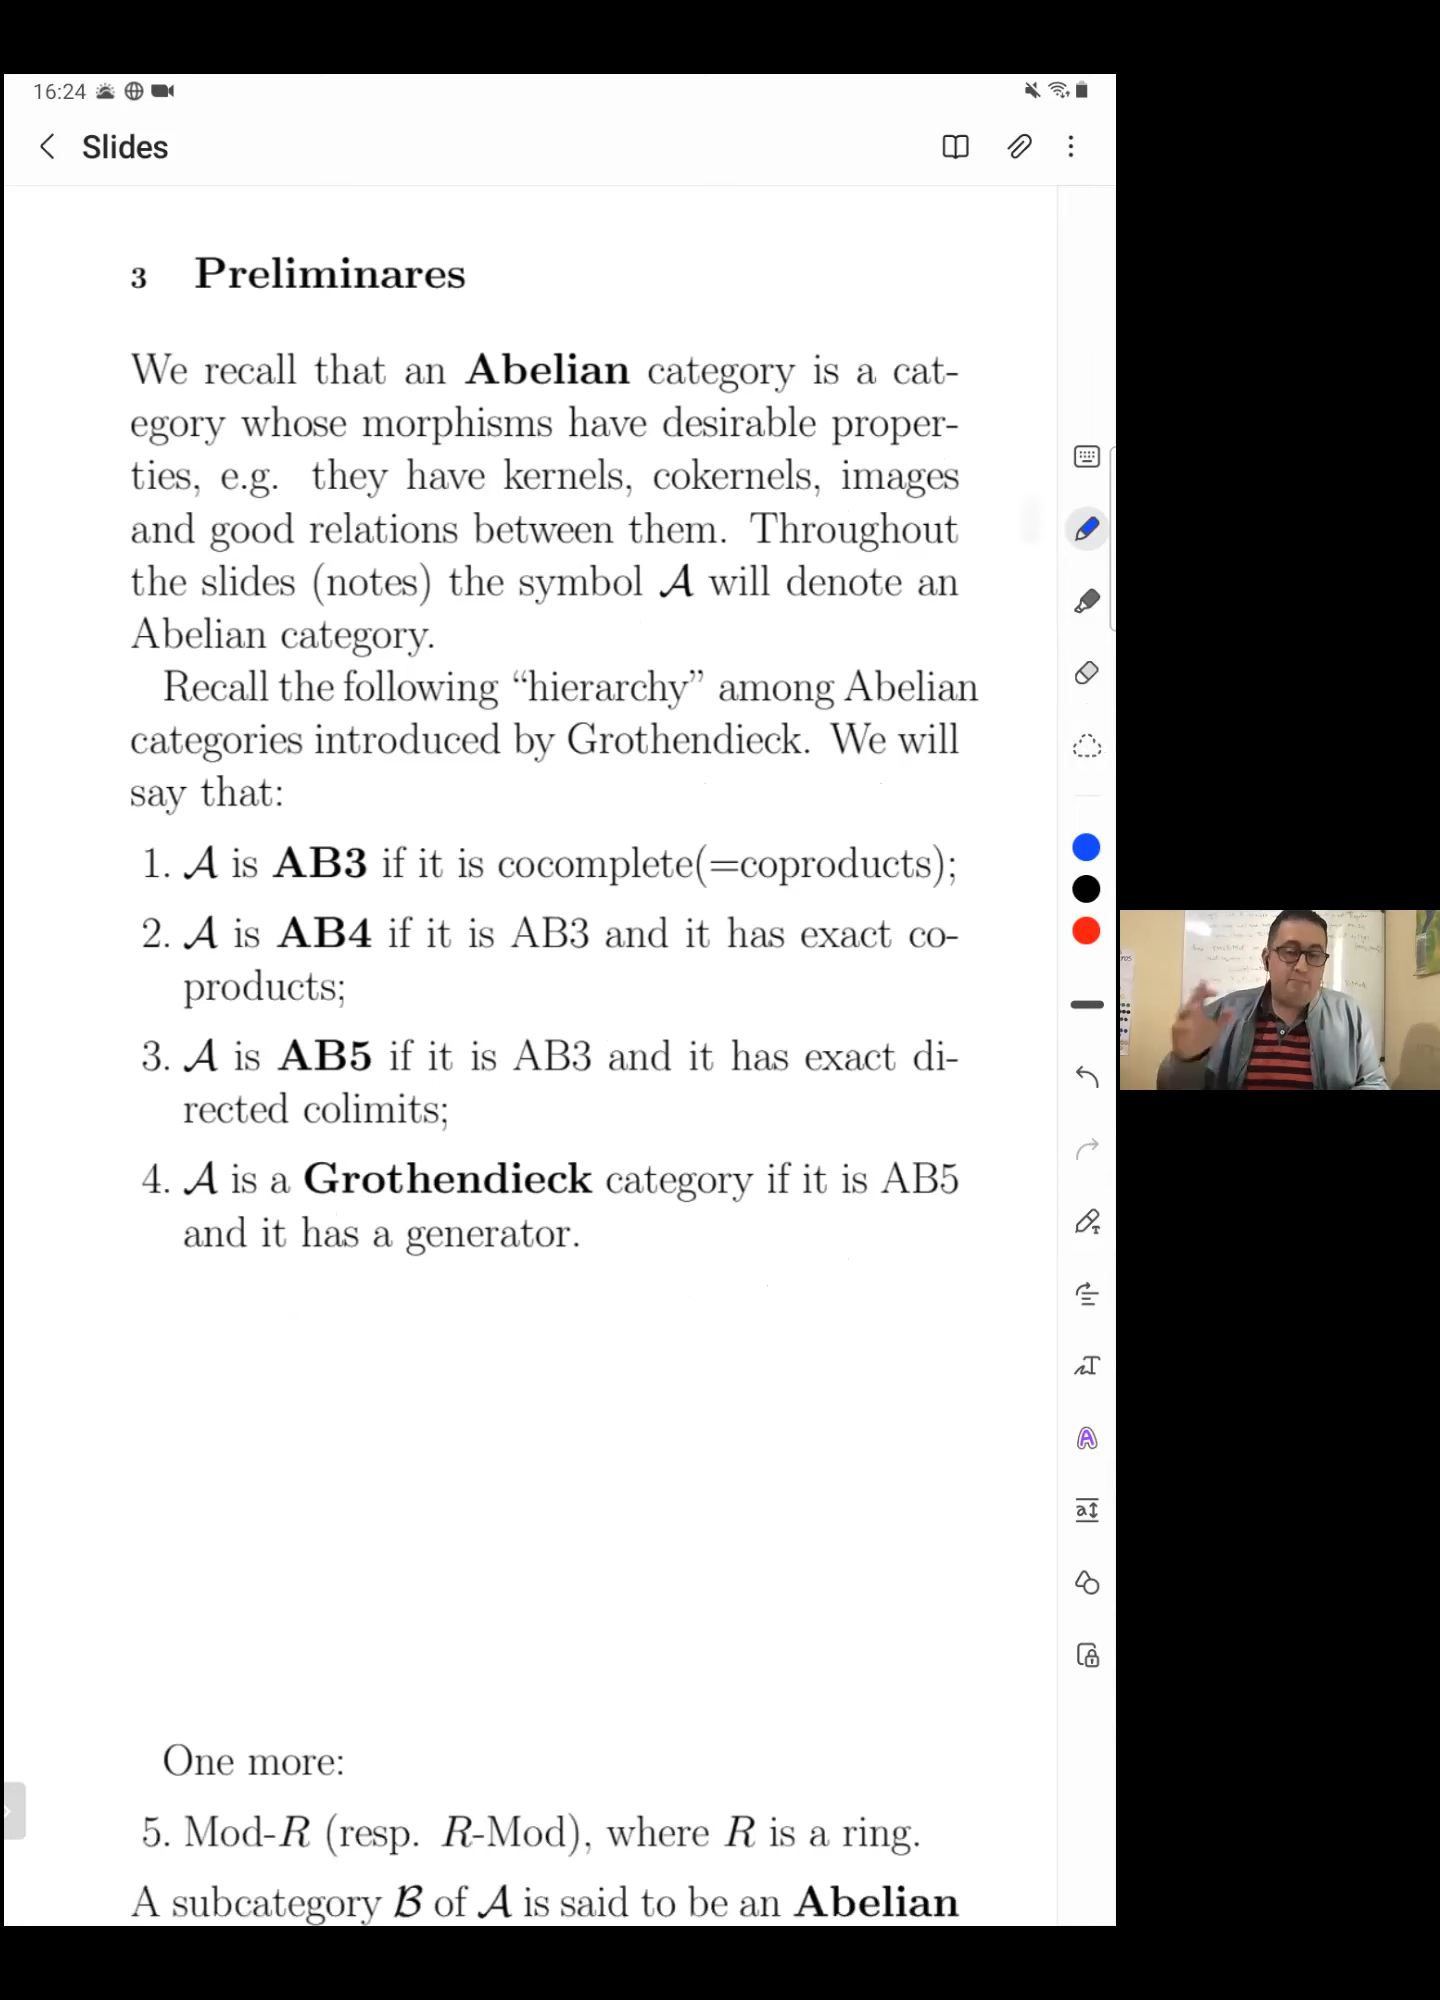 16:24
Slides
3 Preliminares
We recall that an Abelian category is a cat-
egory whose morphisms have desirable proper-
ties, e.g. they have kernels, cokernels, images
and good relations between them. Throughout
the slides (notes) the symbol 𝒜 will denote an
Abelian category.
Recall the following “hierarchy” among Abelian
categories introduced by Grothendieck. We will
say that:
1. 𝒜 is AB3 if it is cocomplete(=coproducts);
2. 𝒜 is AB4 if it is AB3 and it has exact co-
products;
3. 𝒜 is AB5 if it is AB3 and it has exact di-
rected colimits;
4. 𝒜 is a Grothendieck category if it is AB5
and it has a generator.
One more:
5. Mod-R (resp. R-Mod), where R is a ring.
A subcategory ℬ of 𝒜 is said to be an Abelian